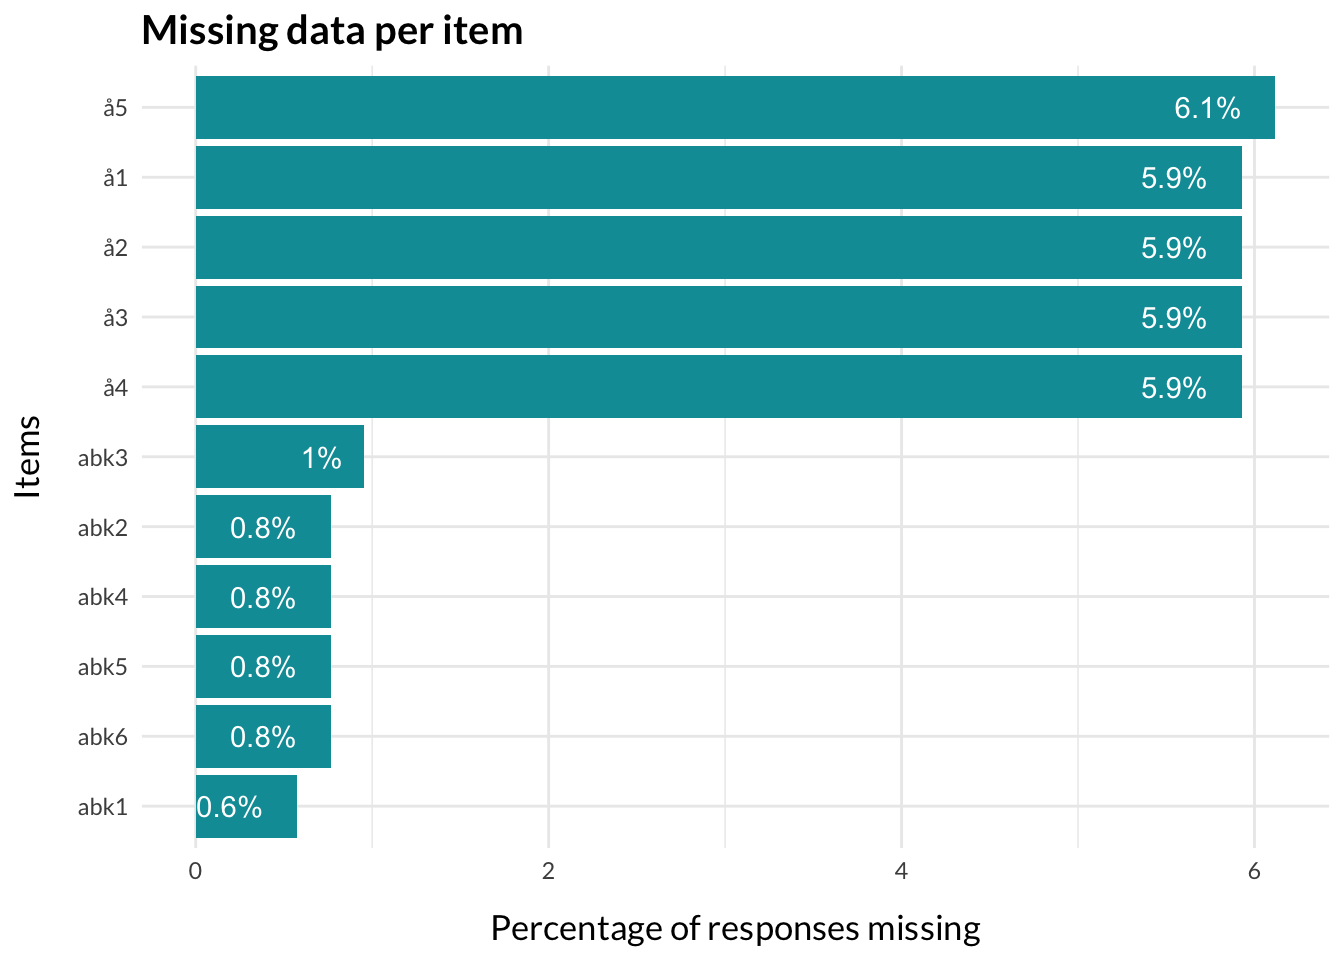 Missing data per item
å5 6.1%
å1 5.9%
å2 5.9%
å3 5.9%
å4 5.9%
abk3 1%
abk2 0.8%
abk4 0.8%
abk5 0.8%
abk6 0.8%
abk1 0.6%
Items
0 2 4 6
Percentage of responses missing